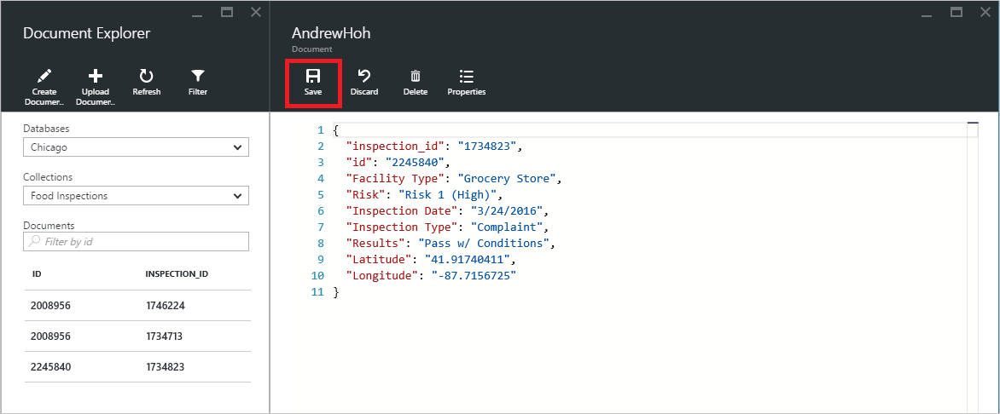 Document Explorer
Create Documer..
Upload Documer..
Refresh
Filter
Databases
Chicago
Collections
Food Inspections
Documents
Filter by id
ID INSPECTION_ID
2008956 1746224
2008956 1734713
2245840 1734823
AndrewHoh
Document
Save
Discard
Delete
Properties
1 {
2 "inspection_id": "1734823",
3 "id": "2245840",
4 "Facility Type": "Grocery Store",
5 "Risk": "Risk 1 (High)",
6 "Inspection Date": "3/24/2016",
7 "Inspection Type": "Complaint",
8 "Results": "Pass w/ Conditions",
9 "Latitude": "41.91740411",
10 "Longitude": "-87.7156725"
11 }